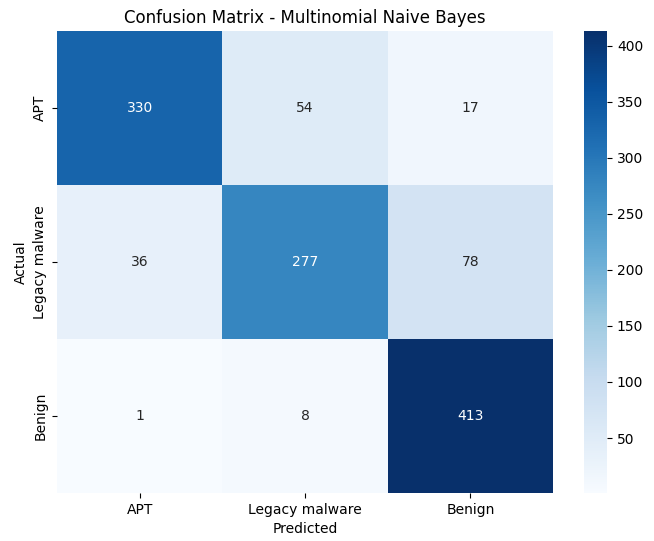 Confusion Matrix - Multinomial Naive Bayes
Actual
APT
Legacy malware
Benign
330 54 17
36 277 78
1 8 413
APT Legacy malware Benign
Predicted
400
350
300
250
200
150
100
50